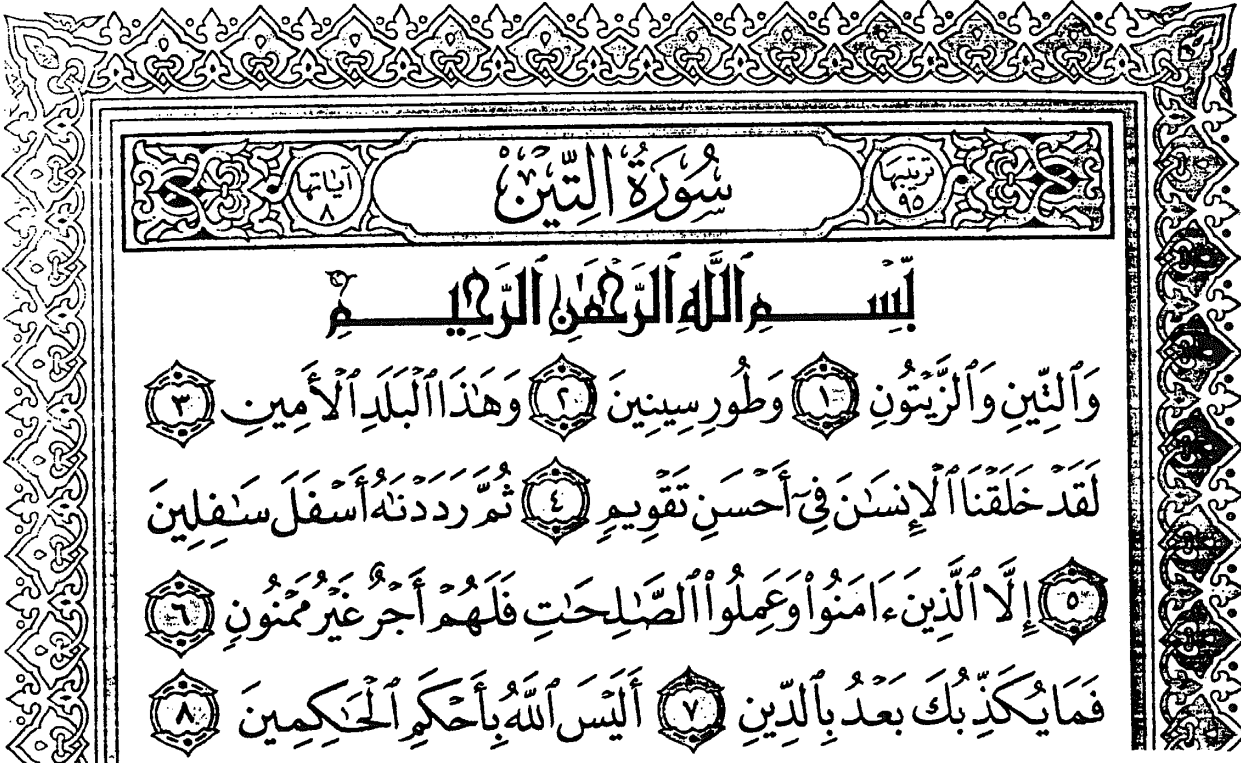 ترتيبها ٩٥ سُورَةُ التِّينِ آياتها ٨
بِّسْمِ ٱللَّهِ ٱلرَّحْمَٰنِ ٱلرَّحِيمِ
وَٱلتِّينِ وَٱلزَّيْتُونِ ١ وَطُورِ سِينِينَ ٢ وَهَٰذَا ٱلْبَلَدِ ٱلْأَمِينِ ٣
لَقَدْ خَلَقْنَا ٱلْإِنسَٰنَ فِىٓ أَحْسَنِ تَقْوِيمٍ ٤ ثُمَّ رَدَدْنَٰهُ أَسْفَلَ سَٰفِلِينَ
٥ إِلَّا ٱلَّذِينَ ءَامَنُوا۟ وَعَمِلُوا۟ ٱلصَّٰلِحَٰتِ فَلَهُمْ أَجْرٌ غَيْرُ مَمْنُونٍ ٦
فَمَا يُكَذِّبُكَ بَعْدُ بِٱلدِّينِ ٧ أَلَيْسَ ٱللَّهُ بِأَحْكَمِ ٱلْحَٰكِمِينَ ٨